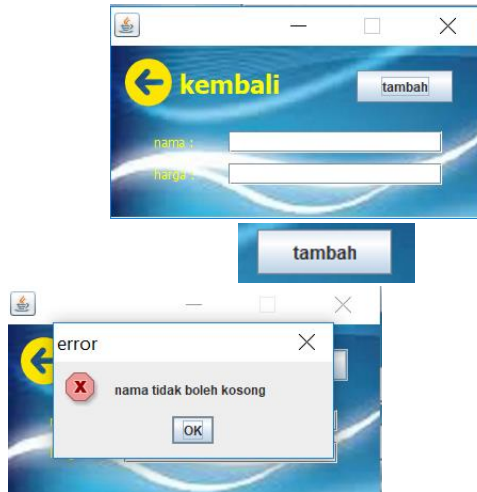 kembali
tambah
nama :
harga :
tambah
error
nama tidak boleh kosong
OK